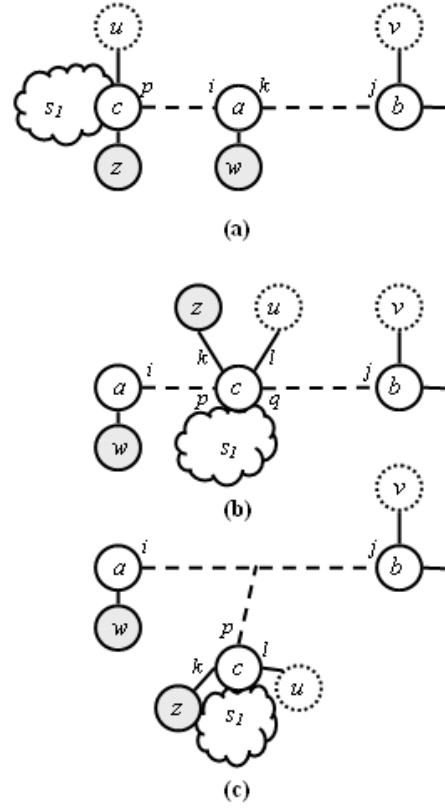 u v
s1 c p i a k j b
z w
(a)
z u v
a i k l j b
p c q
w s1
(b)
v
a i j b
w p
k c l
z s1 u
(c)